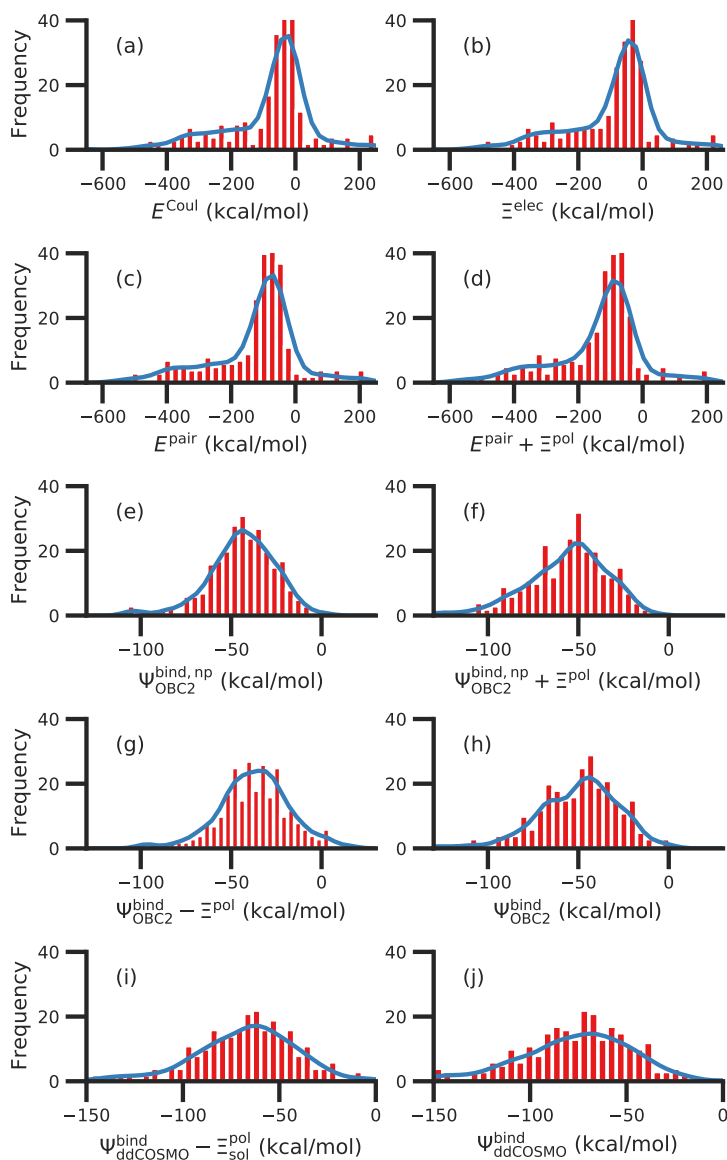 Frequency
40
20
0
(a)
−600 −400 −200 0 200
E^Coul (kcal/mol)
40
20
0
(b)
−600 −400 −200 0 200
Ξ^elec (kcal/mol)
Frequency
40
20
0
(c)
−600 −400 −200 0 200
E^pair (kcal/mol)
40
20
0
(d)
−600 −400 −200 0 200
E^pair + Ξ^pol (kcal/mol)
Frequency
40
20
0
(e)
−100 −50 0
Ψ^bind, np_OBC2 (kcal/mol)
40
20
0
(f)
−100 −50 0
Ψ^bind, np_OBC2 + Ξ^pol (kcal/mol)
Frequency
40
20
0
(g)
−100 −50 0
Ψ^bind_OBC2 − Ξ^pol (kcal/mol)
40
20
0
(h)
−100 −50 0
Ψ^bind_OBC2 (kcal/mol)
Frequency
40
20
0
(i)
−150 −100 −50 0
Ψ^bind_ddCOSMO − Ξ^pol_sol (kcal/mol)
40
20
0
(j)
−150 −100 −50 0
Ψ^bind_ddCOSMO (kcal/mol)